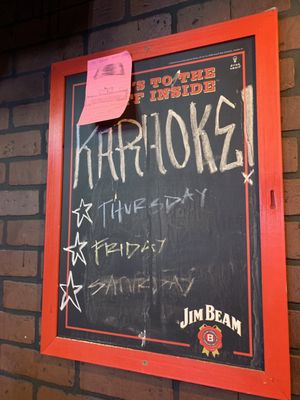 TO THE
INSIDE
KARAOKE!
THURSDAY
FRIDAY
SATURDAY
JIM BEAM
B